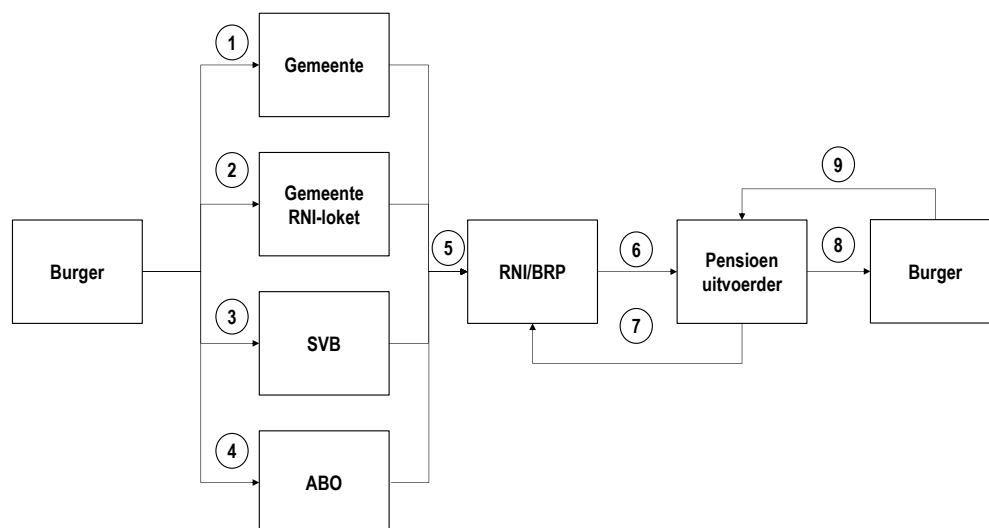 1
Gemeente
2
Gemeente
RNI-loket
9
Burger
5
RNI/BRP
6
Pensioen
uitvoerder
8
Burger
3
SVB
7
4
ABO